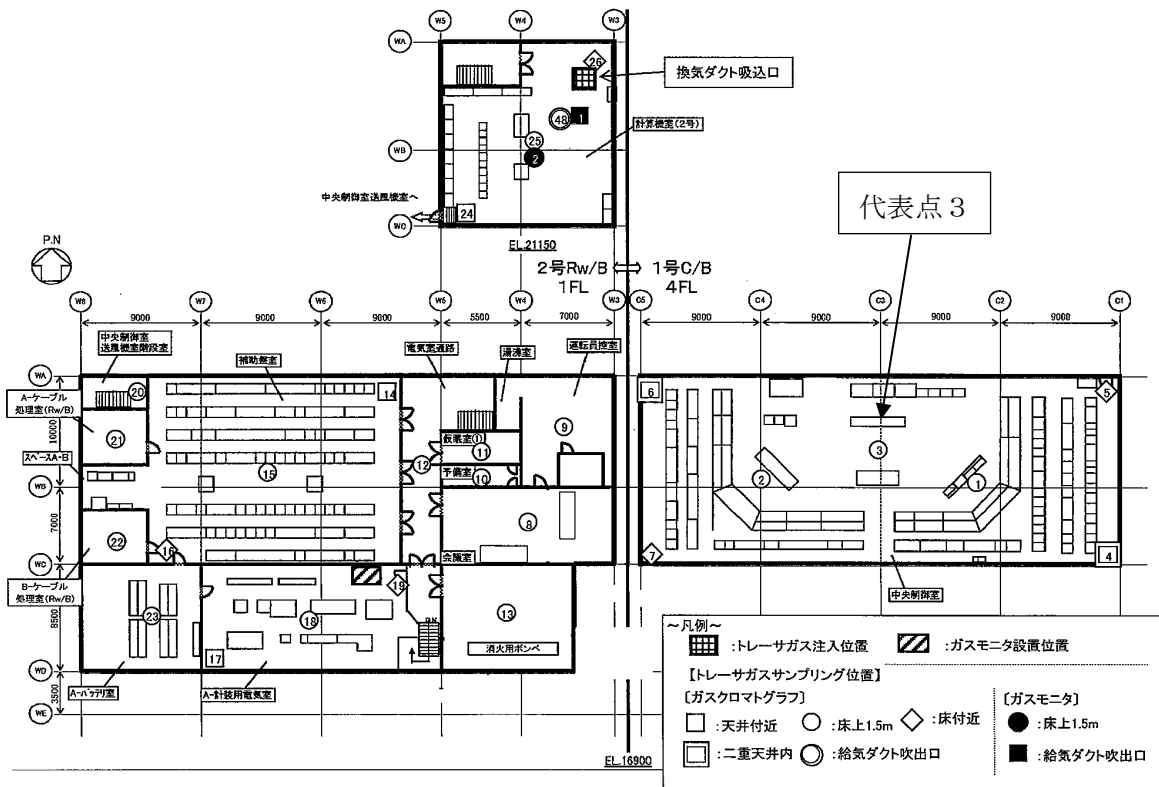 W5
W4
W3
WA
26
換気ダクト吸込口
48
1
計算機室(2号)
25
WB
2
代表点３
中央制御室送風機室へ
24
WC
EL.21150
P.N
2号Rw/B
1号C/B
1FL
4FL
W8
W7
W6
W5
W4
W3
C5
C4
C3
C2
C1
9000
9000
9000
5500
7000
9000
9000
9000
9000
中央制御室
送風機室階段室
補助盤室
電気室通路
湯沸室
運転員控室
WA
20
14
6
5
A-ケーブル
処理室(Rw/B)
10000
21
9
仮眠室①
11
3
スペースA・B
15
12
予備室
10
WB
2
1
7000
8
22
16
会議室
7
4
WC
B-ケーブル
処理室(Rw/B)
中央制御室
19
8500
23
18
13
～凡例～
:トレーサガス注入位置
:ガスモニタ設置位置
消火用ボンベ
17
【トレーサガスサンプリング位置】
WD
A-バッテリ室
A-計装用電気室
〔ガスクロマトグラフ〕
〔ガスモニタ〕
3500
:天井付近
:床上1.5m
:床付近
:床上1.5m
WE
:二重天井内
:給気ダクト吹出口
:給気ダクト吹出口
EL.16900